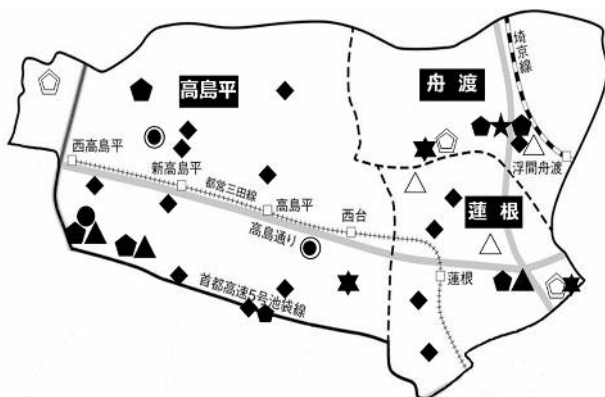 埼京線
高島平
舟渡
浮間舟渡
西高島平
新高島平
都営三田線
高島平
西台
高島通り
蓮根
蓮根
首都高速5号池袋線